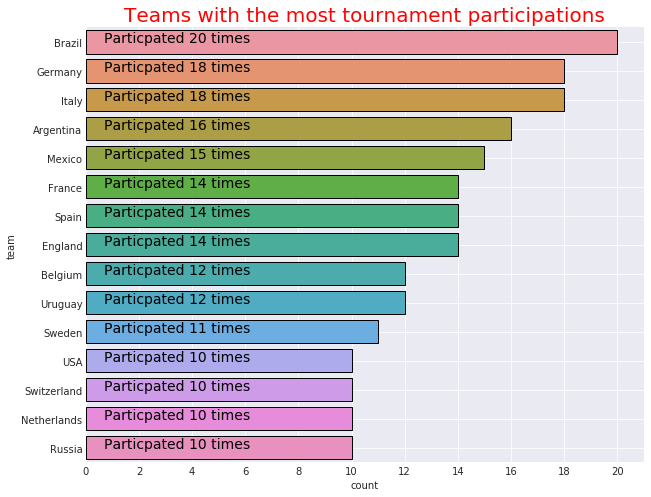 Teams with the most tournament participations
Brazil Particpated 20 times
Germany Particpated 18 times
Italy Particpated 18 times
Argentina Particpated 16 times
Mexico Particpated 15 times
France Particpated 14 times
Spain Particpated 14 times
England Particpated 14 times
Belgium Particpated 12 times
Uruguay Particpated 12 times
Sweden Particpated 11 times
USA Particpated 10 times
Switzerland Particpated 10 times
Netherlands Particpated 10 times
Russia Particpated 10 times
team
0 2 4 6 8 10 12 14 16 18 20
count